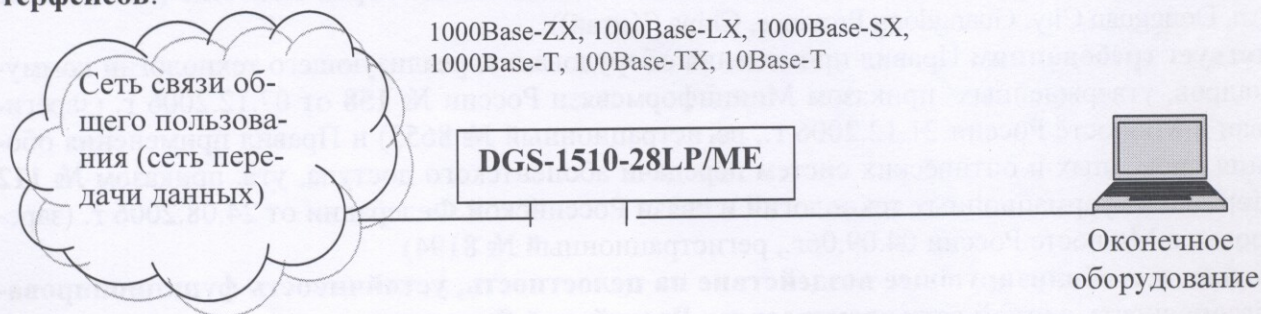 терфейсов:
1000Base-ZX, 1000Base-LX, 1000Base-SX,
1000Base-T, 100Base-TX, 10Base-T
Сеть связи об-
щего пользова-
ния (сеть пере-
дачи данных)
DGS-1510-28LP/ME
Оконечное
оборудование